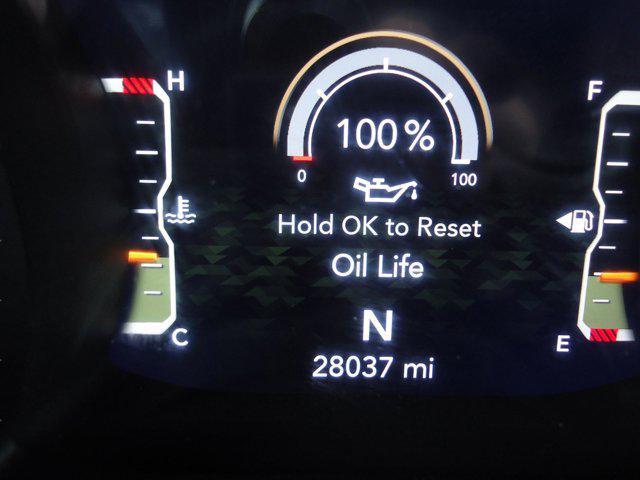 H
F
100%
0
100
Hold OK to Reset
Oil Life
C
N
E
28037 mi